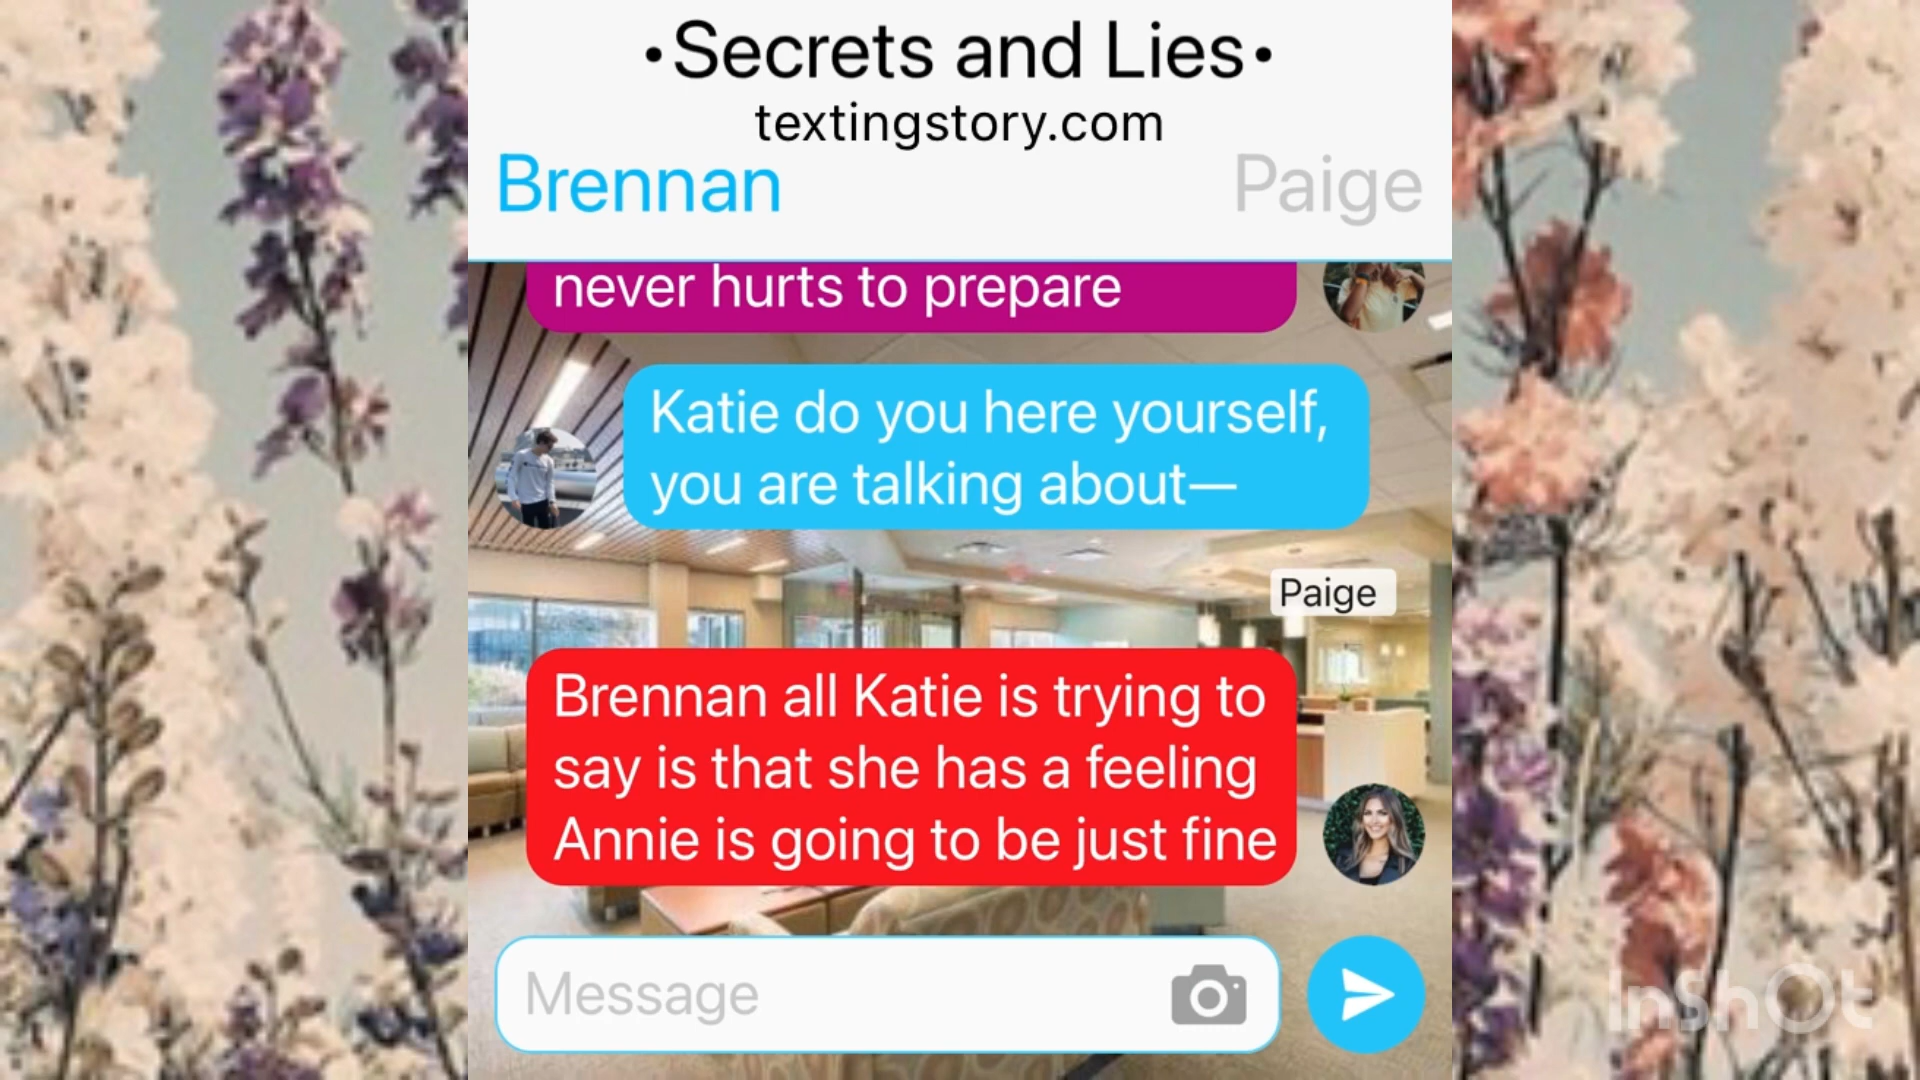 •Secrets and Lies•
textingstory.com
Brennan
Paige
never hurts to prepare
Katie do you here yourself,
you are talking about—
Paige
Brennan all Katie is trying to
say is that she has a feeling
Annie is going to be just fine
Message
InShOt